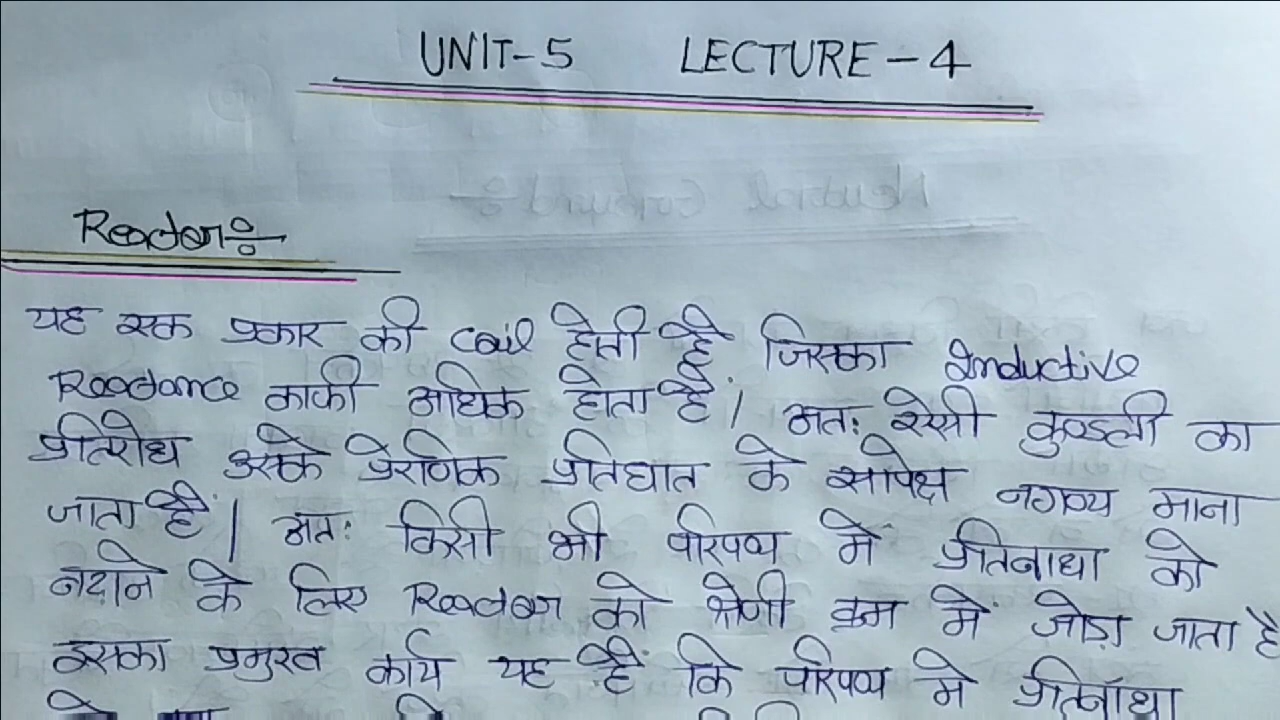 UNIT-5 LECTURE-4
Reactor÷
यह एक प्रकार की coil होती है जिसका Inductive
Reactance काफी अधिक होता है। अतः ऐसी कुण्डली का
प्रतिरोध उसके प्रेरणिक प्रतिघात के सापेक्ष नगण्य माना
जाता है। अतः किसी भी परिपथ मे प्रतिबाधा को
बढ़ाने के लिए Reactor को श्रेणी क्रम में जोड़ा जाता है
इसका प्रमुख कार्य यह है कि परिपथ मे प्रतिबाधा